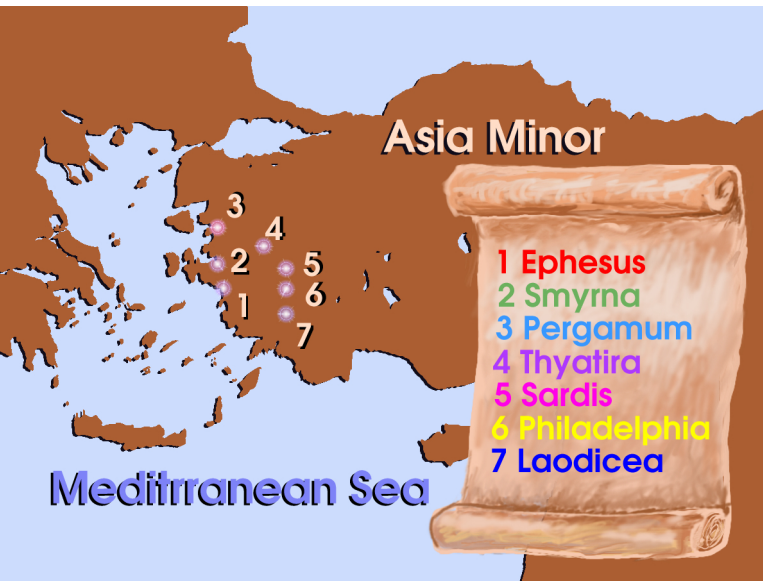 Asia Minor
3
4
2
5
6
1
7
1 Ephesus
2 Smyrna
3 Pergamum
4 Thyatira
5 Sardis
6 Philadelphia
7 Laodicea
Meditrranean Sea